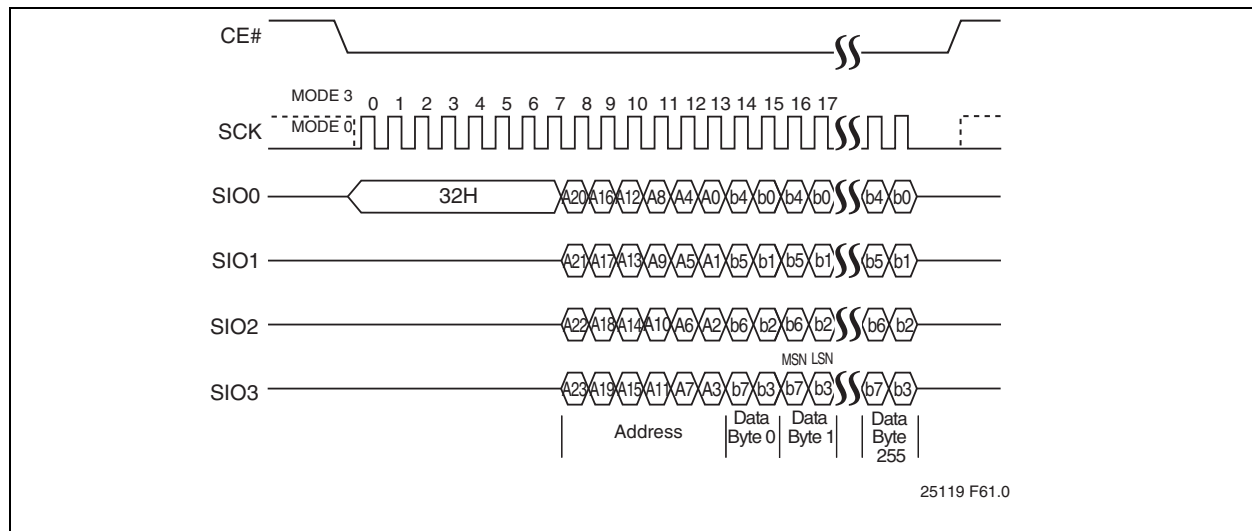 CE#
MODE 3
0 1 2 3 4 5 6 7 8 9 10 11 12 13 14 15 16 17
SCK
MODE 0
SIO0
32H
A20 A16 A12 A8 A4 A0 b4 b0 b4 b0 b4 b0
SIO1
A21 A17 A13 A9 A5 A1 b5 b1 b5 b1 b5 b1
SIO2
A22 A18 A14 A10 A6 A2 b6 b2 b6 b2 b6 b2
MSN LSN
SIO3
A23 A19 A15 A11 A7 A3 b7 b3 b7 b3 b7 b3
Address
Data
Byte 0
Data
Byte 1
Data
Byte
255
25119 F61.0